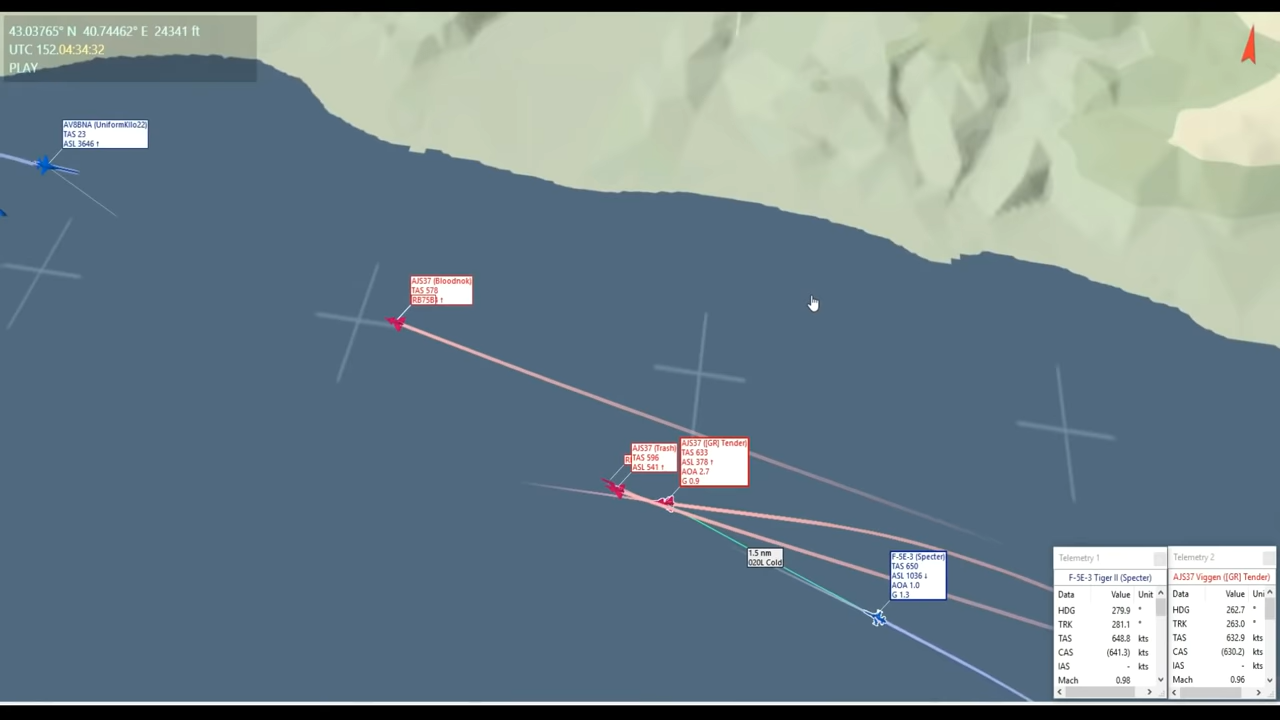 43.03765° N  40.74462° E  24341 ft
UTC 152.04:34:32
PLAY
AV8BNA (UniformKIlo22)
TAS 23
ASL 3646 ↑
AJS37 (Bloodnok)
TAS 578
RB75B ↑
AJS37 (Trash)
TAS 596
ASL 541 ↑
AJS37 ([GR] Tender)
TAS 633
ASL 378 ↑
AOA 2.7
G 0.9
1.5 nm
020L Cold
F-5E-3 (Specter)
TAS 650
ASL 1036 ↓
AOA 1.0
G 1.3
Telemetry 1
F-5E-3 Tiger II (Specter)
Data Value Unit
HDG 279.9 °
TRK 281.1 °
TAS 648.8 kts
CAS (641.3) kts
IAS - kts
Mach 0.98
Telemetry 2
AJS37 Viggen ([GR] Tender)
Data Value Uni
HDG 262.7 °
TRK 263.0 °
TAS 632.9 kts
CAS (630.2) kts
IAS - kts
Mach 0.96